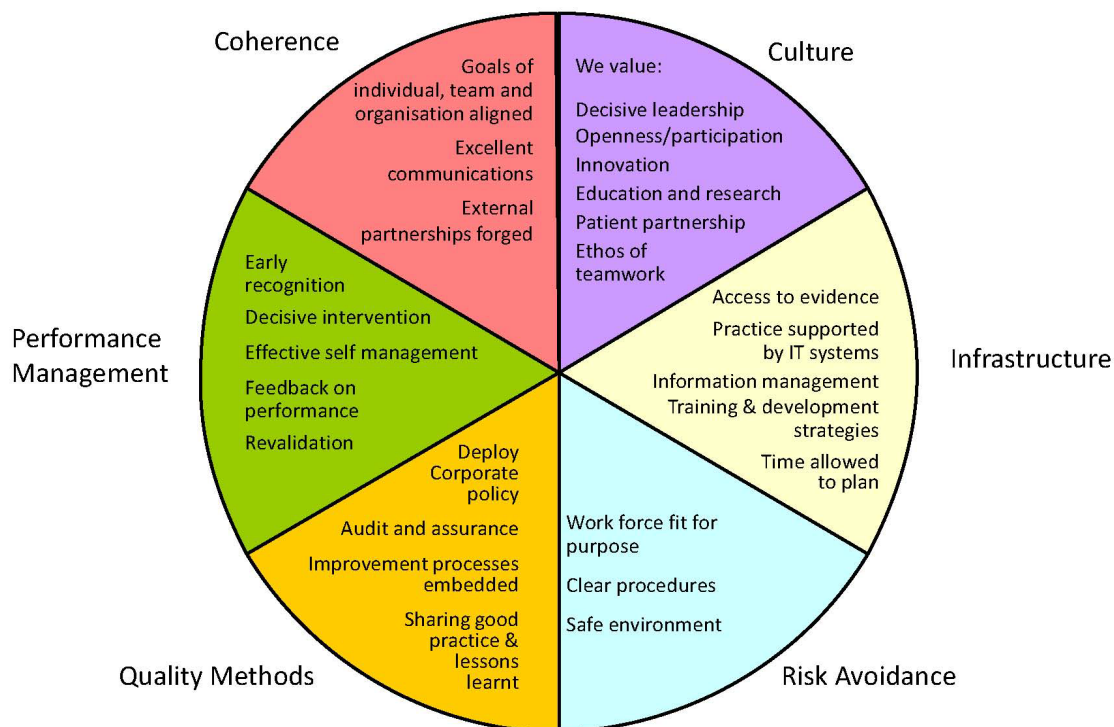 Coherence
Goals of
individual, team and
organisation aligned
Excellent
communications
External
partnerships forged
Culture
We value:
Decisive leadership
Openness/participation
Innovation
Education and research
Patient partnership
Ethos of
teamwork
Infrastructure
Access to evidence
Practice supported
by IT systems
Information management
Training & development
strategies
Time allowed
to plan
Risk Avoidance
Work force fit for
purpose
Clear procedures
Safe environment
Quality Methods
Deploy
Corporate
policy
Audit and assurance
Improvement processes
embedded
Sharing good
practice &
lessons
learnt
Performance
Management
Early
recognition
Decisive intervention
Effective self management
Feedback on
performance
Revalidation